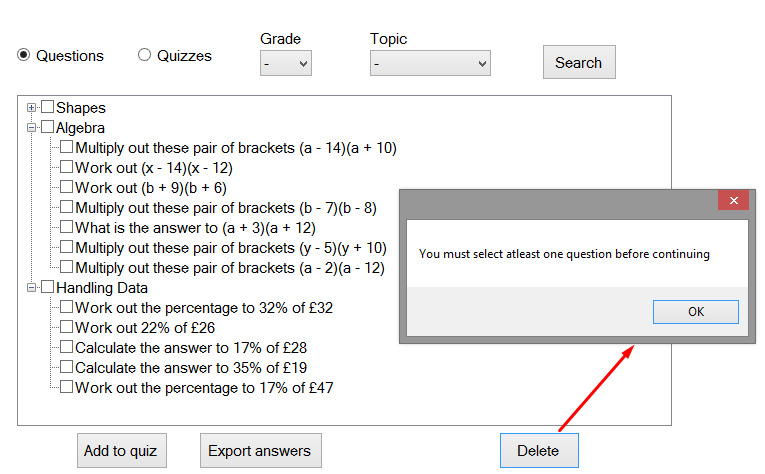 Grade Topic
Questions Quizzes - - Search
Shapes
Algebra
Multiply out these pair of brackets (a - 14)(a + 10)
Work out (x - 14)(x - 12)
Work out (b + 9)(b + 6)
Multiply out these pair of brackets (b - 7)(b - 8)
What is the answer to (a + 3)(a + 12)
Multiply out these pair of brackets (y - 5)(y + 10)
Multiply out these pair of brackets (a - 2)(a - 12)
Handling Data
Work out the percentage to 32% of £32
Work out 22% of £26
Calculate the answer to 17% of £28
Calculate the answer to 35% of £19
Work out the percentage to 17% of £47
You must select atleast one question before continuing
OK
Add to quiz Export answers Delete